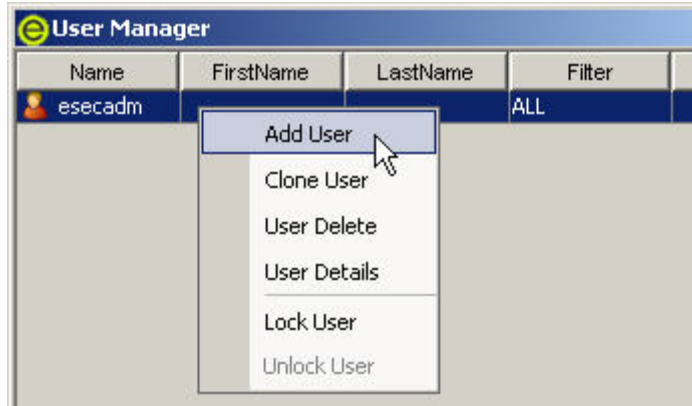 User Manager
Name FirstName LastName Filter
esecadm ALL
Add User
Clone User
User Delete
User Details
Lock User
Unlock User